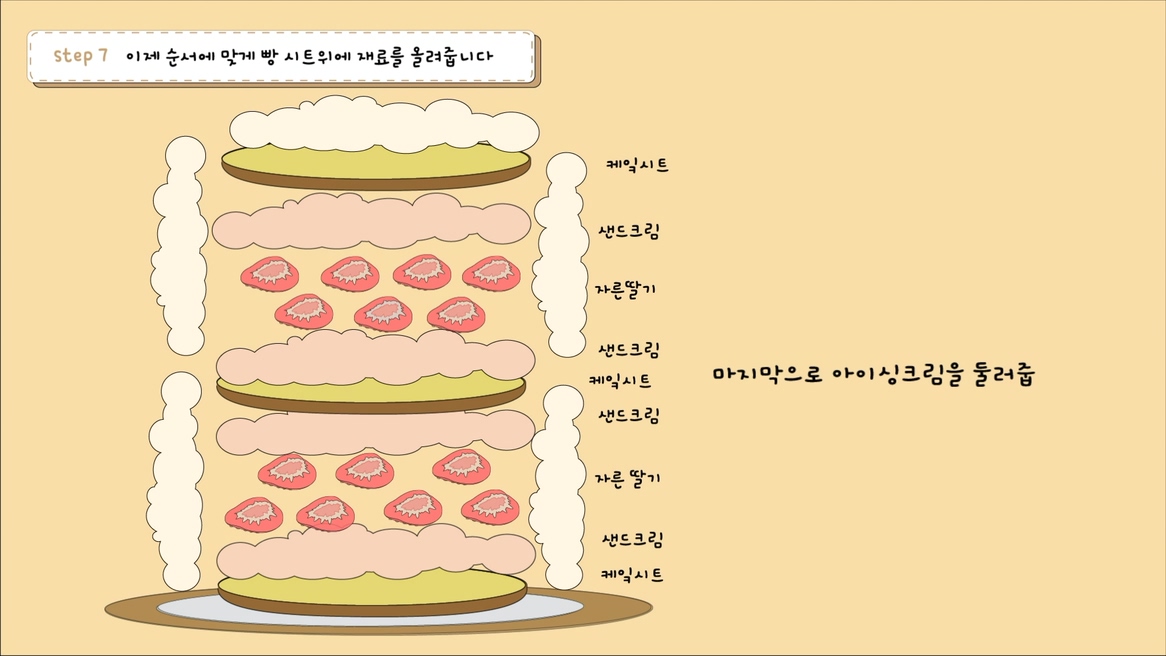 Step 7 이제 순서에 맞게 빵 시트위에 재료를 올려줍니다
케익시트
샌드크림
자른딸기
샌드크림
케익시트
샌드크림
자른 딸기
샌드크림
케익시트
마지막으로 아이싱크림을 둘러줍